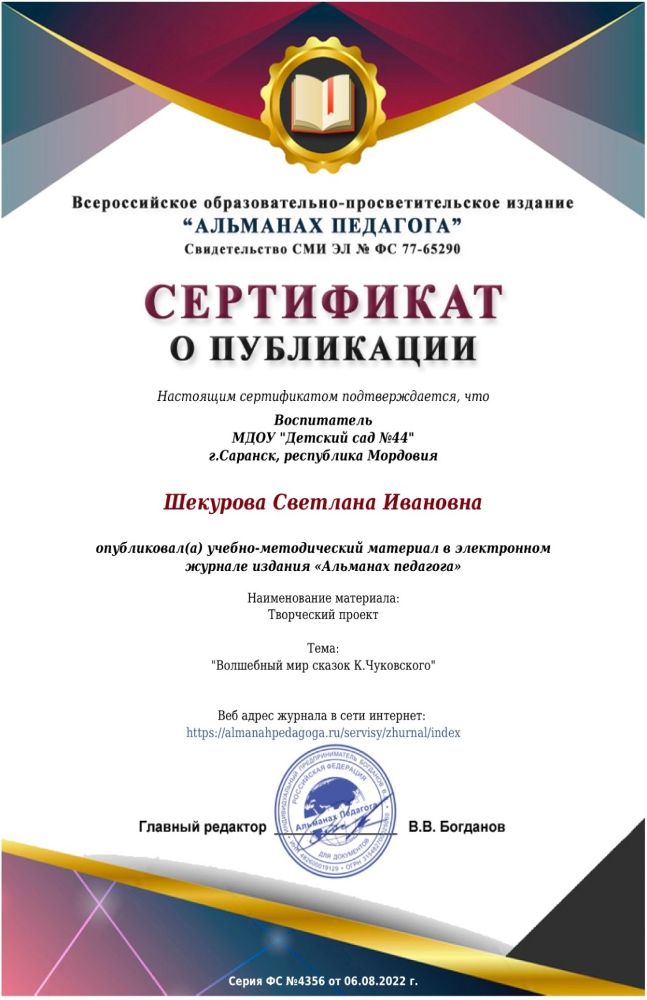 Всероссийское образовательно-просветительское издание
“АЛЬМАНАХ ПЕДАГОГА”
Свидетельство СМИ ЭЛ № ФС 77-65290
СЕРТИФИКАТ
О ПУБЛИКАЦИИ
Настоящим сертификатом подтверждается, что
Воспитатель
МДОУ "Детский сад №44"
г.Саранск, республика Мордовия
Шекурова Светлана Ивановна
опубликовал(а) учебно-методический материал в электронном
журнале издания «Альманах педагога»
Наименование материала:
Творческий проект
Тема:
"Волшебный мир сказок К.Чуковского"
Веб адрес журнала в сети интернет:
https://almanahpedagoga.ru/servisy/zhurnal/index
ИНДИВИДУАЛЬНЫЙ ПРЕДПРИНИМАТЕЛЬ БОГДАНОВ
РОССИЙСКАЯ ФЕДЕРАЦИЯ
Альманах Педагога
ДЛЯ ДОКУМЕНТОВ
ИНН 482600019129 • ОГРН
Главный редактор В.В. Богданов
Серия ФС №4356 от 06.08.2022 г.